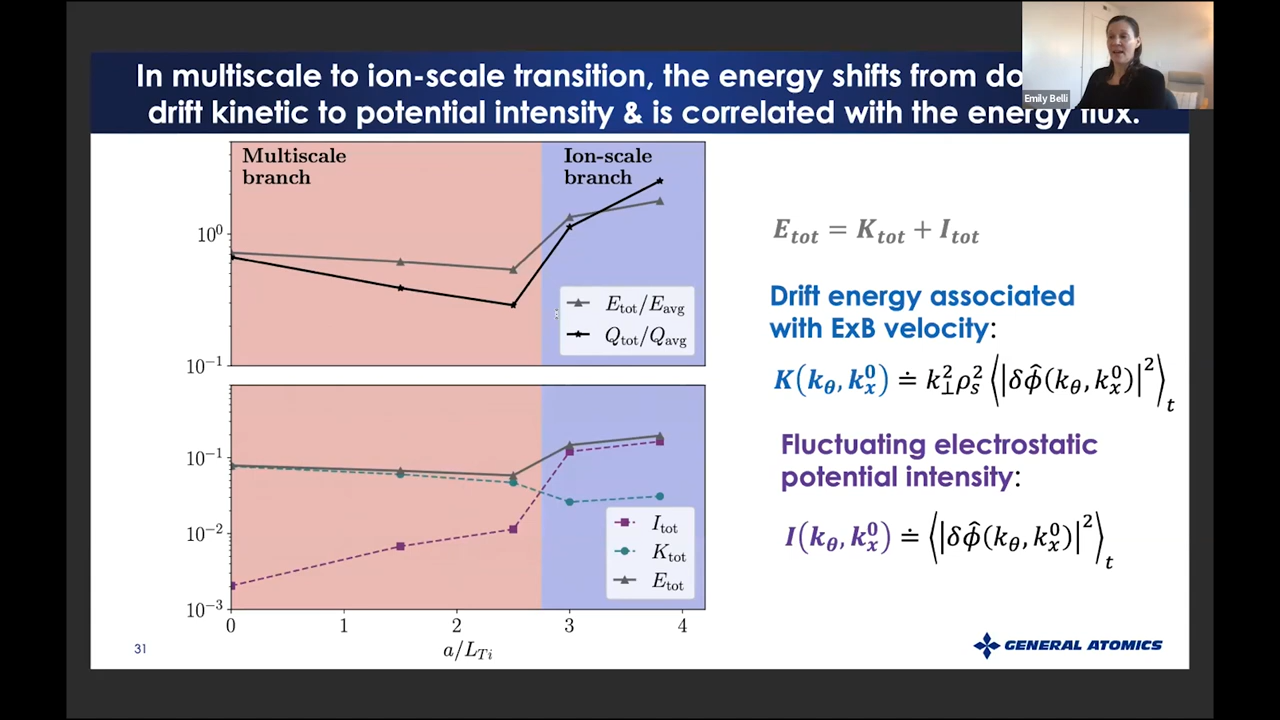 In multiscale to ion-scale transition, the energy shifts from
drift kinetic to potential intensity & is correlated with the energy flux.
Emily Belli
Multiscale
branch
Ion-scale
branch
10⁰
10⁻¹
E_tot/E_avg
Q_tot/Q_avg
10⁻¹
10⁻²
10⁻³
I_tot
K_tot
E_tot
0 1 2 3 4
a/L_Ti
E_tot = K_tot + I_tot
Drift energy associated
with ExB velocity:
K(k_θ, k_x^0) ≐ k_⊥^2 ρ_s^2 ⟨|δϕ̂(k_θ, k_x^0)|^2⟩_t
Fluctuating electrostatic
potential intensity:
I(k_θ, k_x^0) ≐ ⟨|δϕ̂(k_θ, k_x^0)|^2⟩_t
31
GENERAL ATOMICS